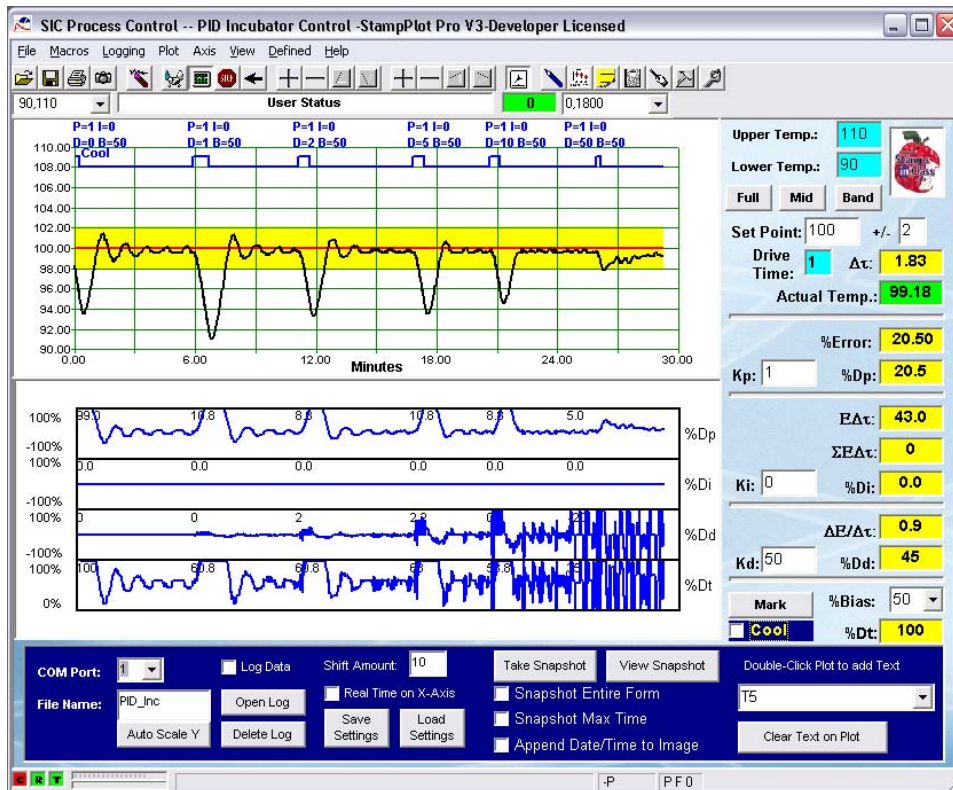 SIC Process Control -- PID Incubator Control -StampPlot Pro V3-Developer Licensed
File Macros Logging Plot Axis View Defined Help
90,110 User Status 0 0,1800
P=1 I=0 P=1 I=0 P=1 I=0 P=1 I=0 P=1 I=0 P=1 I=0
D=0 B=50 D=1 B=50 D=2 B=50 D=5 B=50 D=10 B=50 D=50 B=50
Cool
110.00
108.00
106.00
104.00
102.00
100.00
98.00
96.00
94.00
92.00
90.00
0.00 6.00 12.00 18.00 24.00 30.00
Minutes
100% 99.0 10.8 8.8 10.8 8.8 5.0
-100% %Dp
100% 0.0 0.0 0.0 0.0 0.0 0.0
-100% %Di
100% 0 0 2
-100% %Dd
100% 100 60.8
0% %Dt
Upper Temp.: 110
Lower Temp.: 90
Stamps in Class
Full Mid Band
Set Point: 100 +/- 2
Drive Time: 1 Δτ: 1.83
Actual Temp.: 99.18
%Error: 20.50
Kp: 1 %Dp: 20.5
EΔτ: 43.0
ΣEΔτ: 0
Ki: 0 %Di: 0.0
ΔE/Δτ: 0.9
Kd: 50 %Dd: 45
Mark %Bias: 50
Cool %Dt: 100
COM Port: 1 Log Data Shift Amount: 10 Take Snapshot View Snapshot Double-Click Plot to add Text
Real Time on X-Axis Snapshot Entire Form T5
File Name: PID_Inc Open Log Snapshot Max Time
Auto Scale Y Delete Log Save Settings Load Settings Append Date/Time to Image Clear Text on Plot
C R T -P P F 0